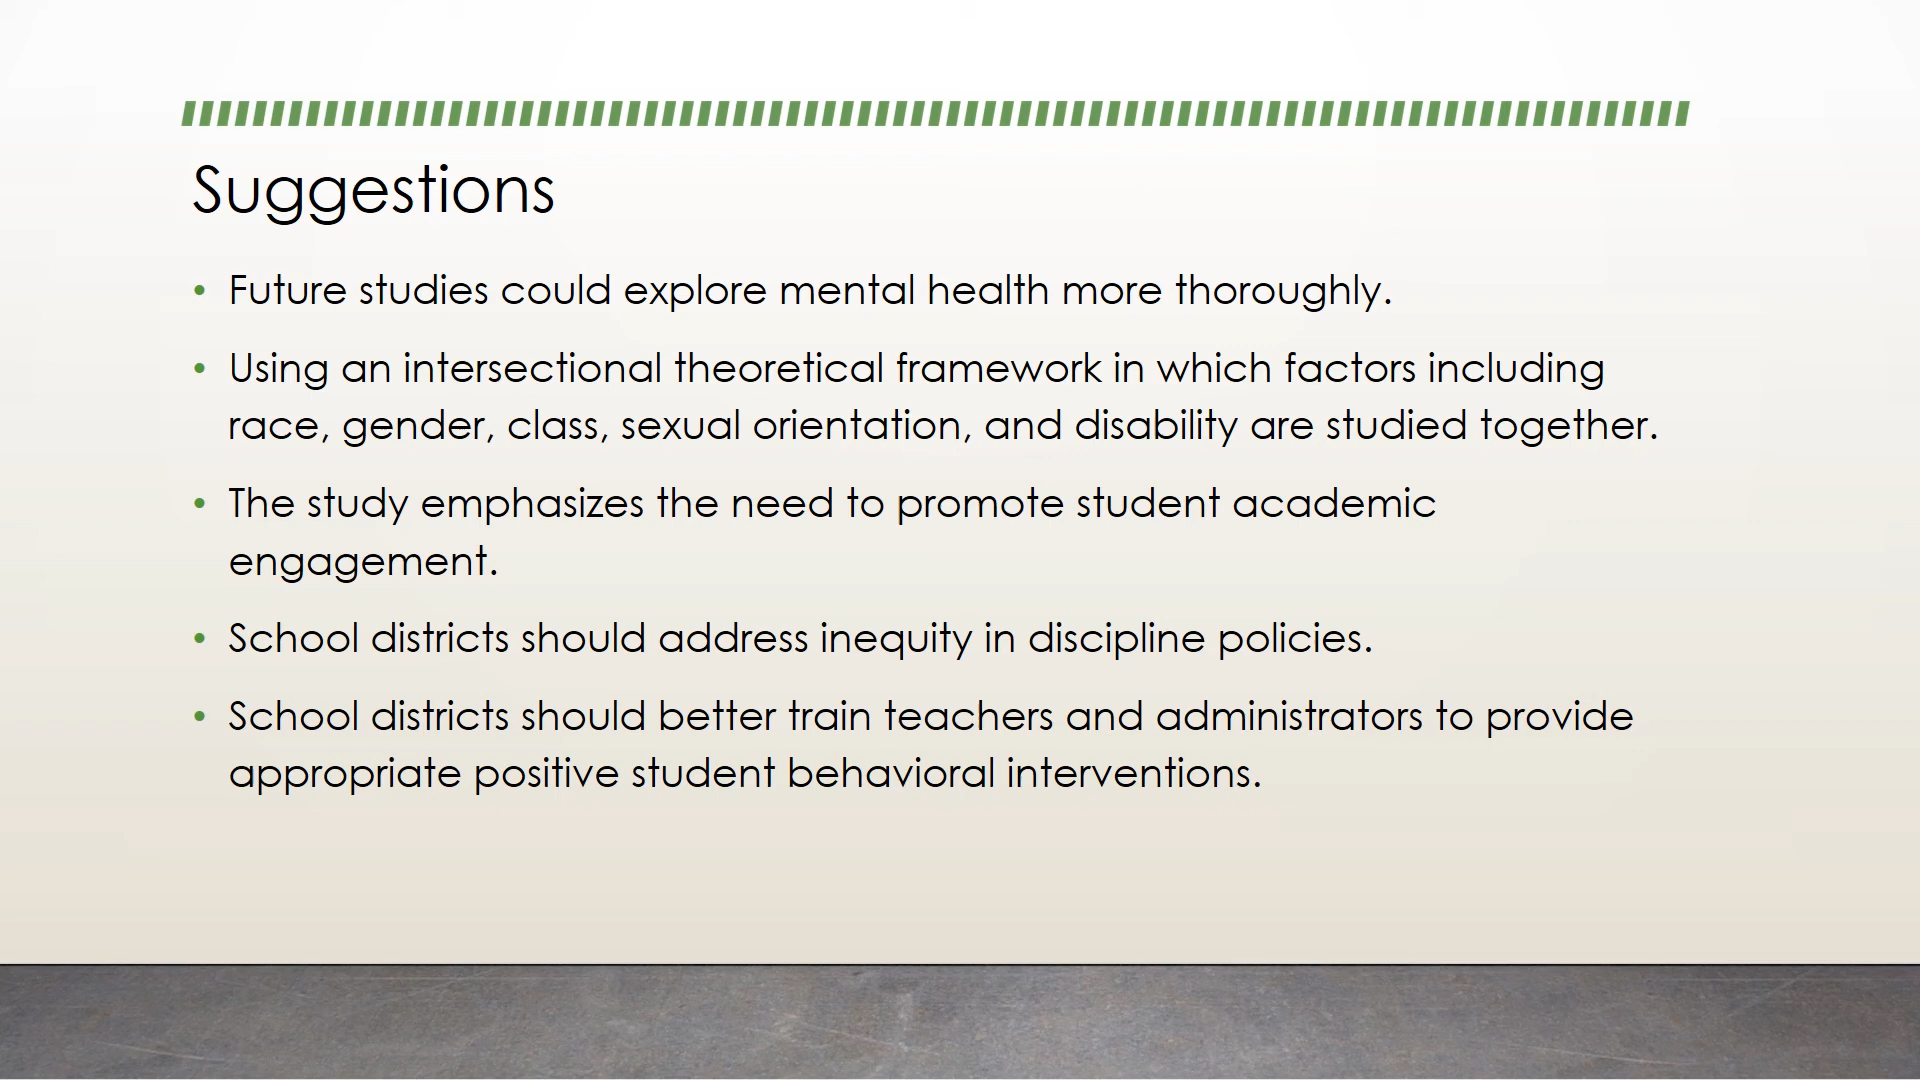 Suggestions
• Future studies could explore mental health more thoroughly.
• Using an intersectional theoretical framework in which factors including
race, gender, class, sexual orientation, and disability are studied together.
• The study emphasizes the need to promote student academic
engagement.
• School districts should address inequity in discipline policies.
• School districts should better train teachers and administrators to provide
appropriate positive student behavioral interventions.